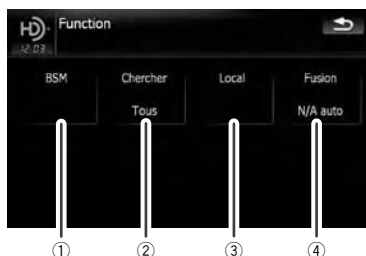 HD Function
12:03
BSM Chercher Local Fusion
Tous N/A auto
① ② ③ ④